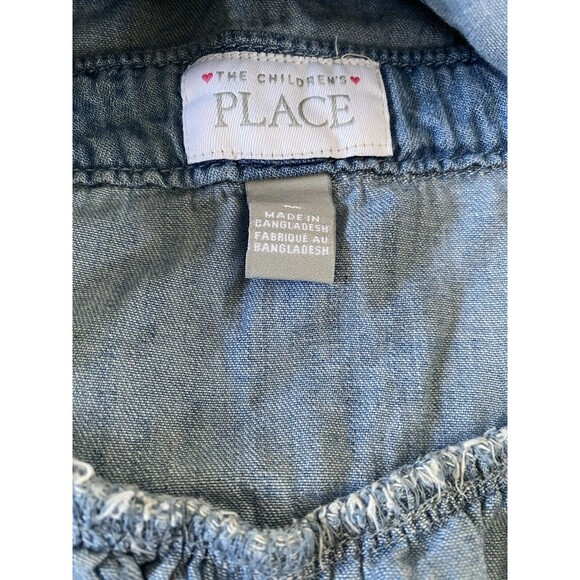 THE CHILDREN'S
PLACE
MADE IN
BANGLADESH
FABRIQUÉ AU
BANGLADESH